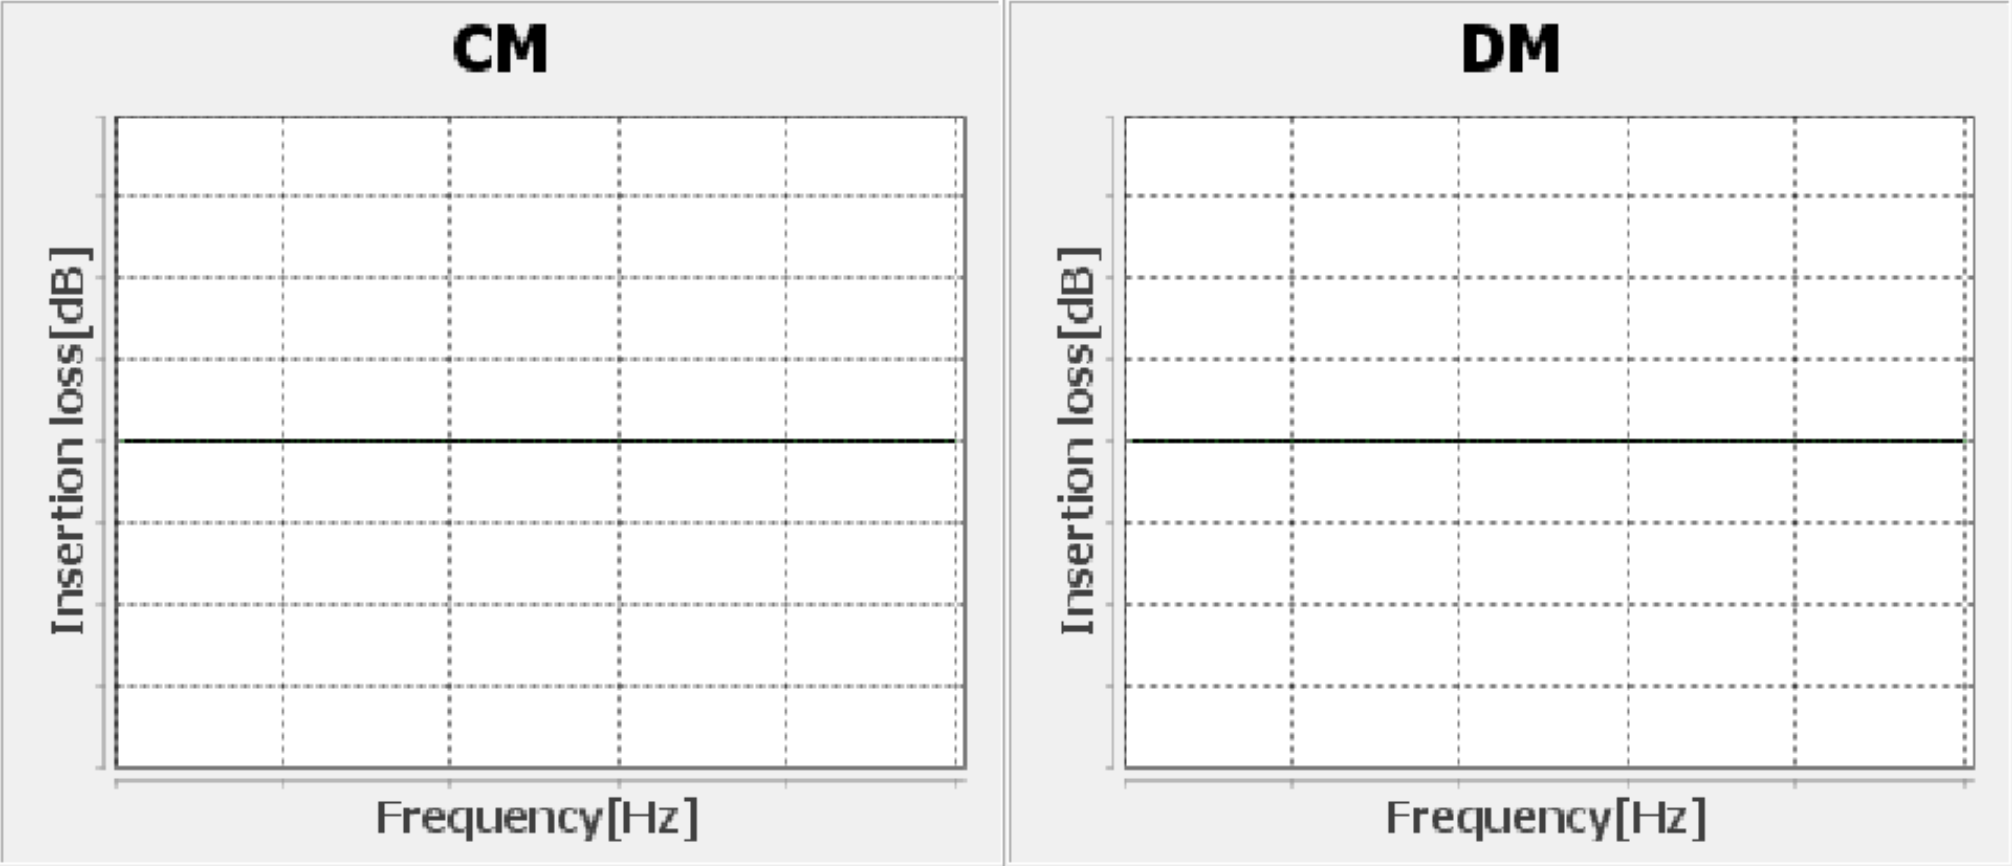 CM
Insertion loss[dB]
Frequency[Hz]
DM
Insertion loss[dB]
Frequency[Hz]